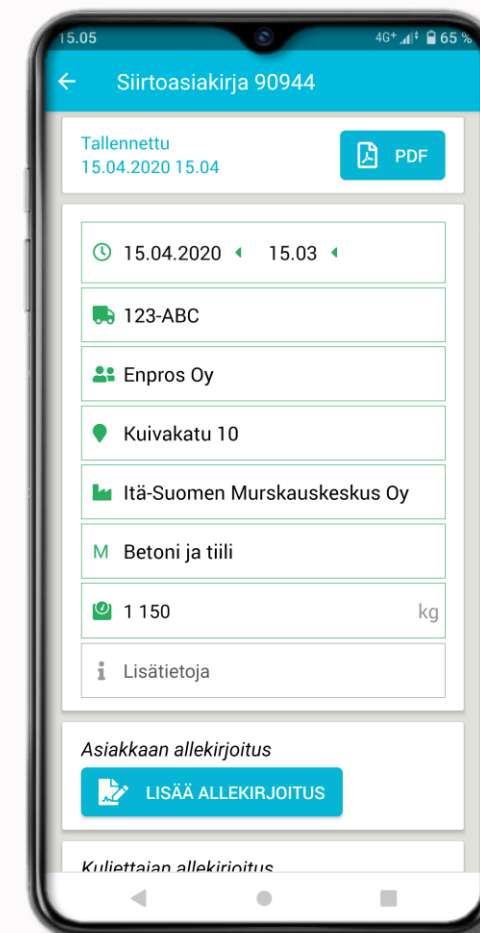 15.05 4G+ 65 %
Siirtoasiakirja 90944
Tallennettu
15.04.2020 15.04
PDF
15.04.2020 15.03
123-ABC
Enpros Oy
Kuivakatu 10
Itä-Suomen Murskauskeskus Oy
M Betoni ja tiili
1 150 kg
Lisätietoja
Asiakkaan allekirjoitus
LISÄÄ ALLEKIRJOITUS
Kuljettajan allekirjoitus